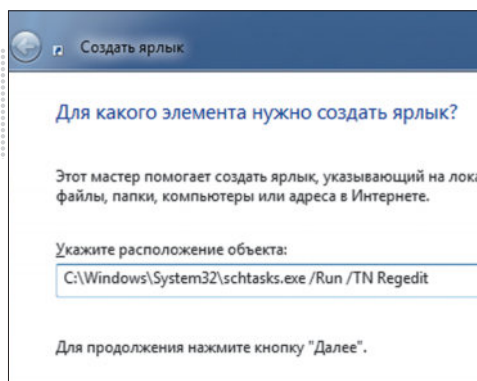 Создать ярлык
Для какого элемента нужно создать ярлык?
Этот мастер помогает создать ярлык, указывающий на
файлы, папки, компьютеры или адреса в Интернете.
Укажите расположение объекта:
C:\Windows\System32\schtasks.exe /Run /TN Regedit
Для продолжения нажмите кнопку "Далее".